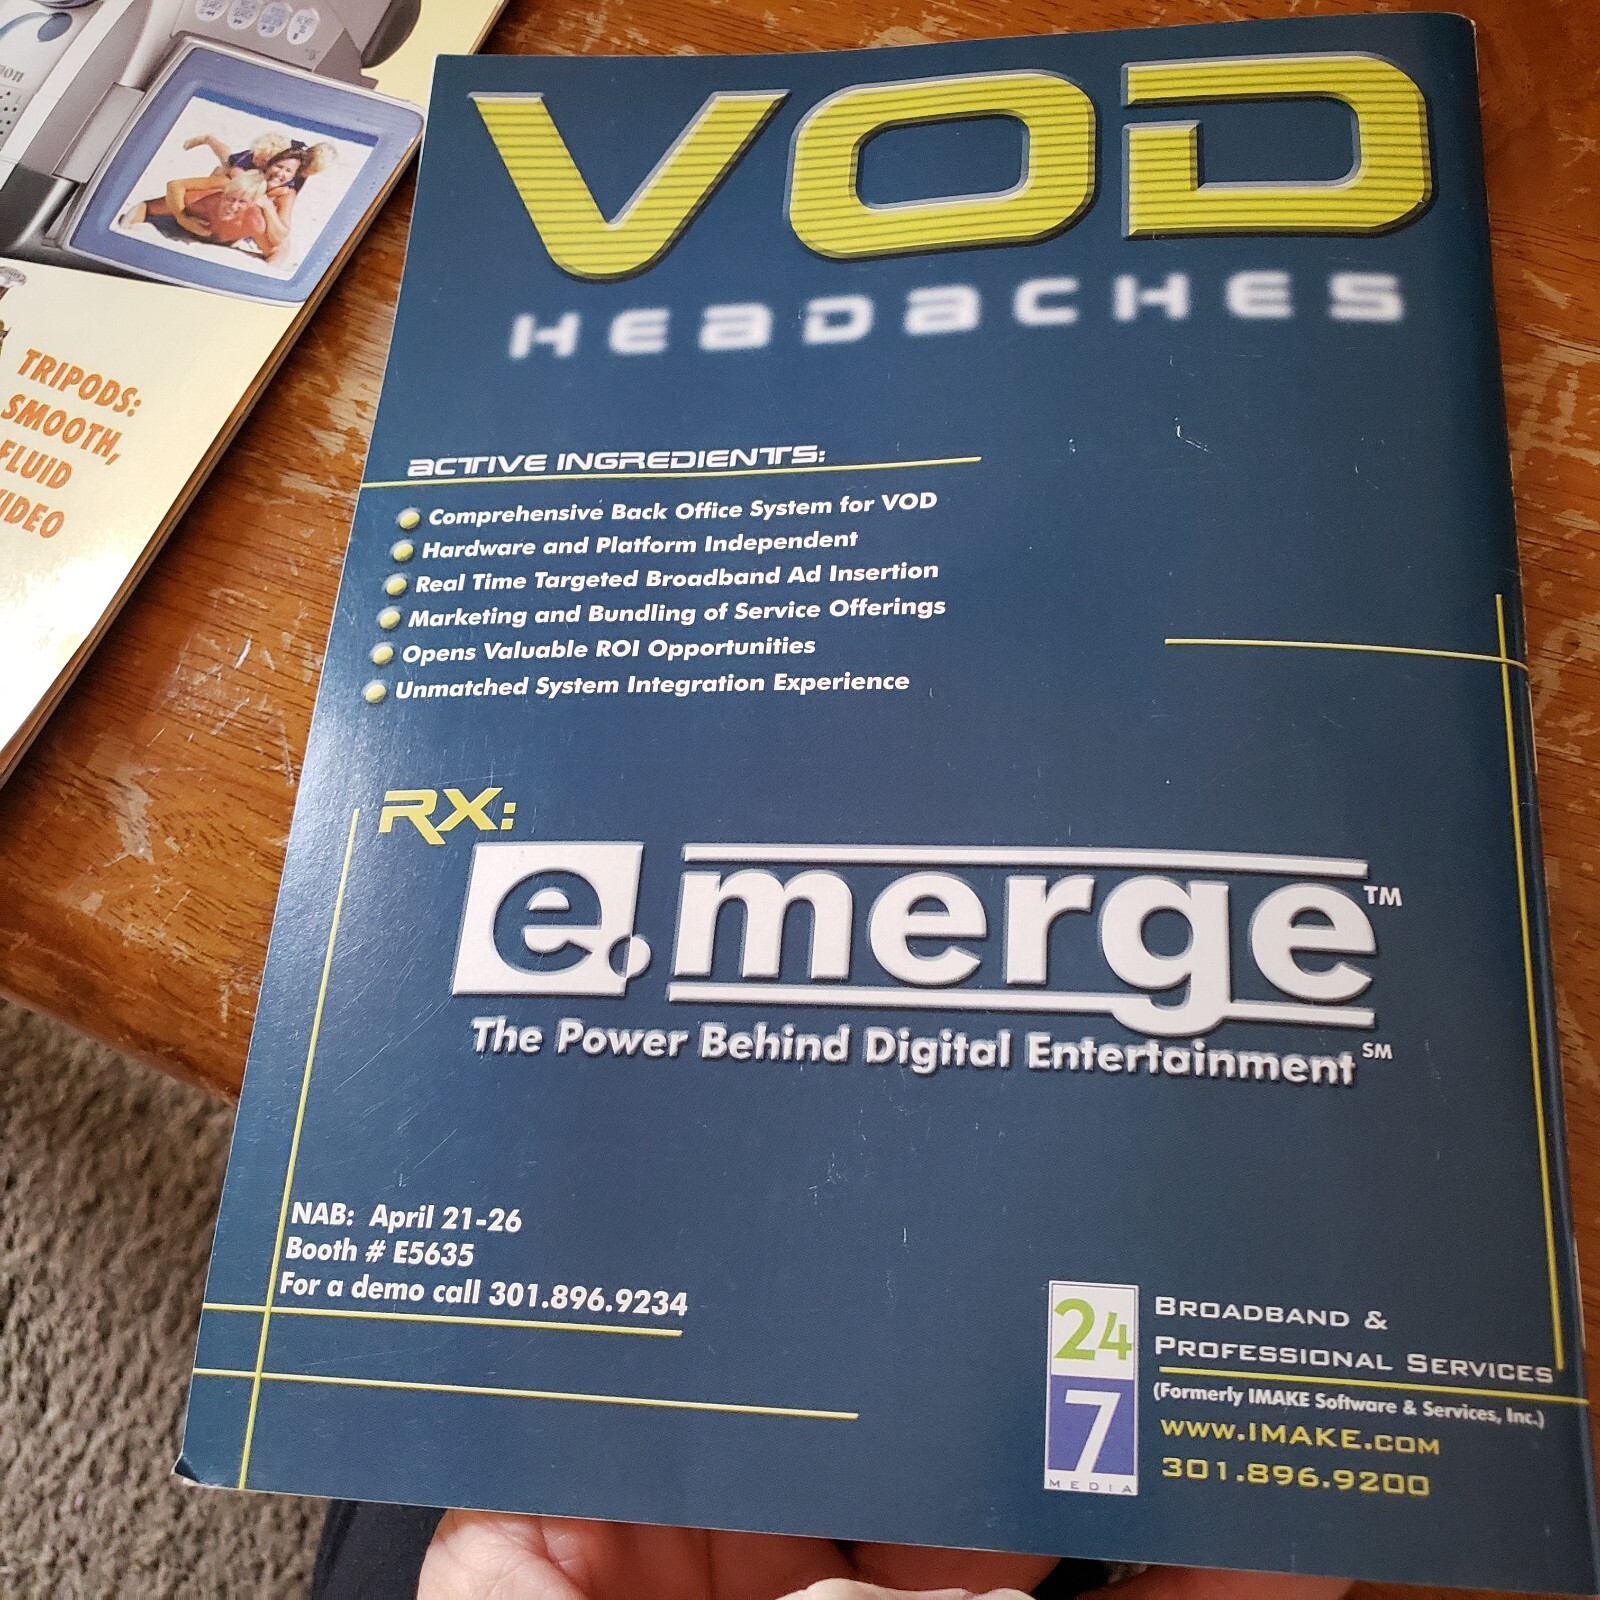 VOD
HEADACHES
ACTIVE INGREDIENTS:
Comprehensive Back Office System for VOD
Hardware and Platform Independent
Real Time Targeted Broadband Ad Insertion
Marketing and Bundling of Service Offerings
Opens Valuable ROI Opportunities
Unmatched System Integration Experience
RX:
e.merge™
The Power Behind Digital Entertainment℠
NAB: April 21-26
Booth # E5635
For a demo call 301.896.9234
24
7
MEDIA
BROADBAND &
PROFESSIONAL SERVICES
(Formerly IMAKE Software & Services, Inc.)
WWW.IMAKE.COM
301.896.9200
TRIPODS:
SMOOTH,
FLUID